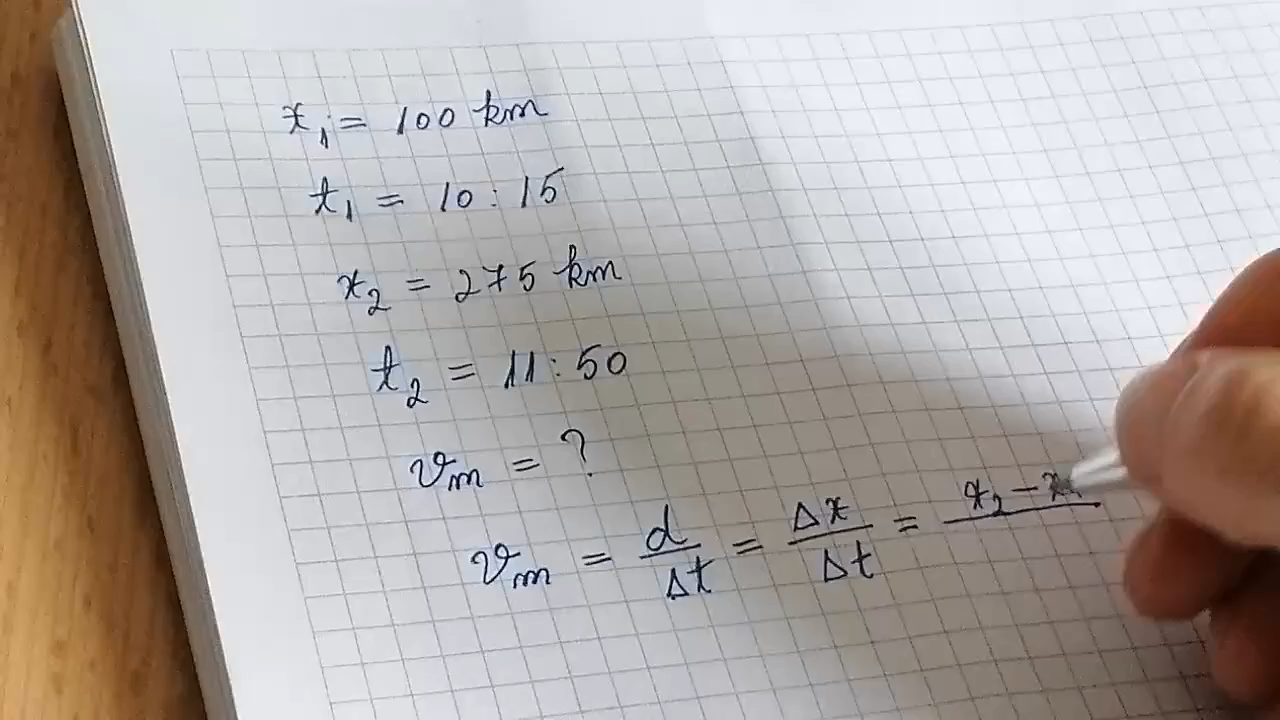 x₁ = 100 km
t₁ = 10 : 15
x₂ = 275 km
t₂ = 11 : 50
vₘ = ?
vₘ = d/Δt = Δx/Δt = x₂ - x